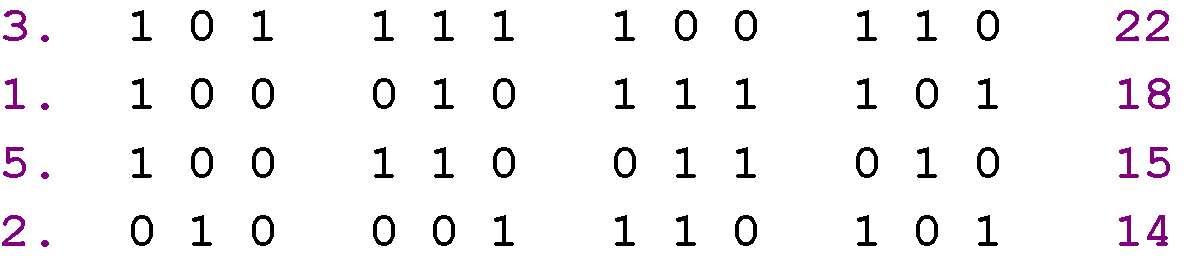 3. 1 0 1 1 1 1 1 0 0 1 1 0 22
1. 1 0 0 0 1 0 1 1 1 1 0 1 18
5. 1 0 0 1 1 0 0 1 1 0 1 0 15
2. 0 1 0 0 0 1 1 1 0 1 0 1 14